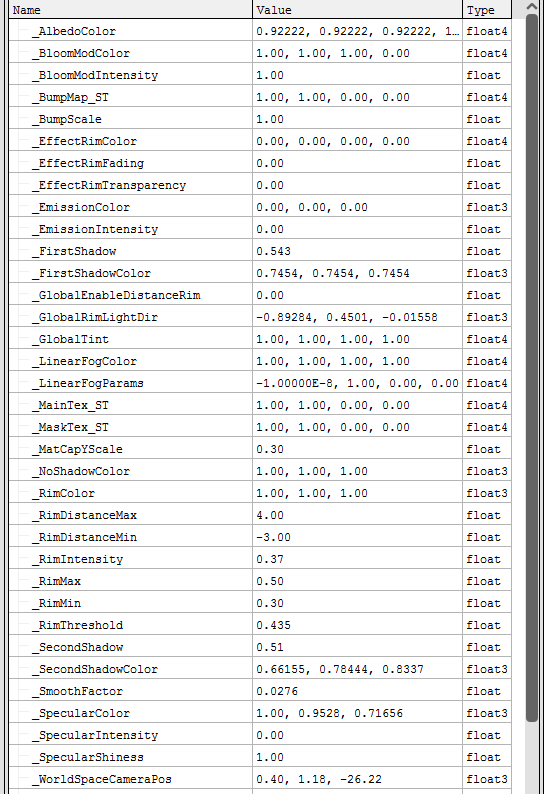 Name Value Type
_AlbedoColor 0.92222, 0.92222, 0.92222, 1... float4
_BloomModColor 1.00, 1.00, 1.00, 0.00 float4
_BloomModIntensity 1.00 float
_BumpMap_ST 1.00, 1.00, 0.00, 0.00 float4
_BumpScale 1.00 float
_EffectRimColor 0.00, 0.00, 0.00, 0.00 float4
_EffectRimFading 0.00 float
_EffectRimTransparency 0.00 float
_EmissionColor 0.00, 0.00, 0.00 float3
_EmissionIntensity 0.00 float
_FirstShadow 0.543 float
_FirstShadowColor 0.7454, 0.7454, 0.7454 float3
_GlobalEnableDistanceRim 0.00 float
_GlobalRimLightDir -0.89284, 0.4501, -0.01558 float3
_GlobalTint 1.00, 1.00, 1.00, 1.00 float4
_LinearFogColor 1.00, 1.00, 1.00, 1.00 float4
_LinearFogParams -1.00000E-8, 1.00, 0.00, 0.00 float4
_MainTex_ST 1.00, 1.00, 0.00, 0.00 float4
_MaskTex_ST 1.00, 1.00, 0.00, 0.00 float4
_MatCapYScale 0.30 float
_NoShadowColor 1.00, 1.00, 1.00 float3
_RimColor 1.00, 1.00, 1.00 float3
_RimDistanceMax 4.00 float
_RimDistanceMin -3.00 float
_RimIntensity 0.37 float
_RimMax 0.50 float
_RimMin 0.30 float
_RimThreshold 0.435 float
_SecondShadow 0.51 float
_SecondShadowColor 0.66155, 0.78444, 0.8337 float3
_SmoothFactor 0.0276 float
_SpecularColor 1.00, 0.9528, 0.71656 float3
_SpecularIntensity 0.00 float
_SpecularShiness 1.00 float
_WorldSpaceCameraPos 0.40, 1.18, -26.22 float3